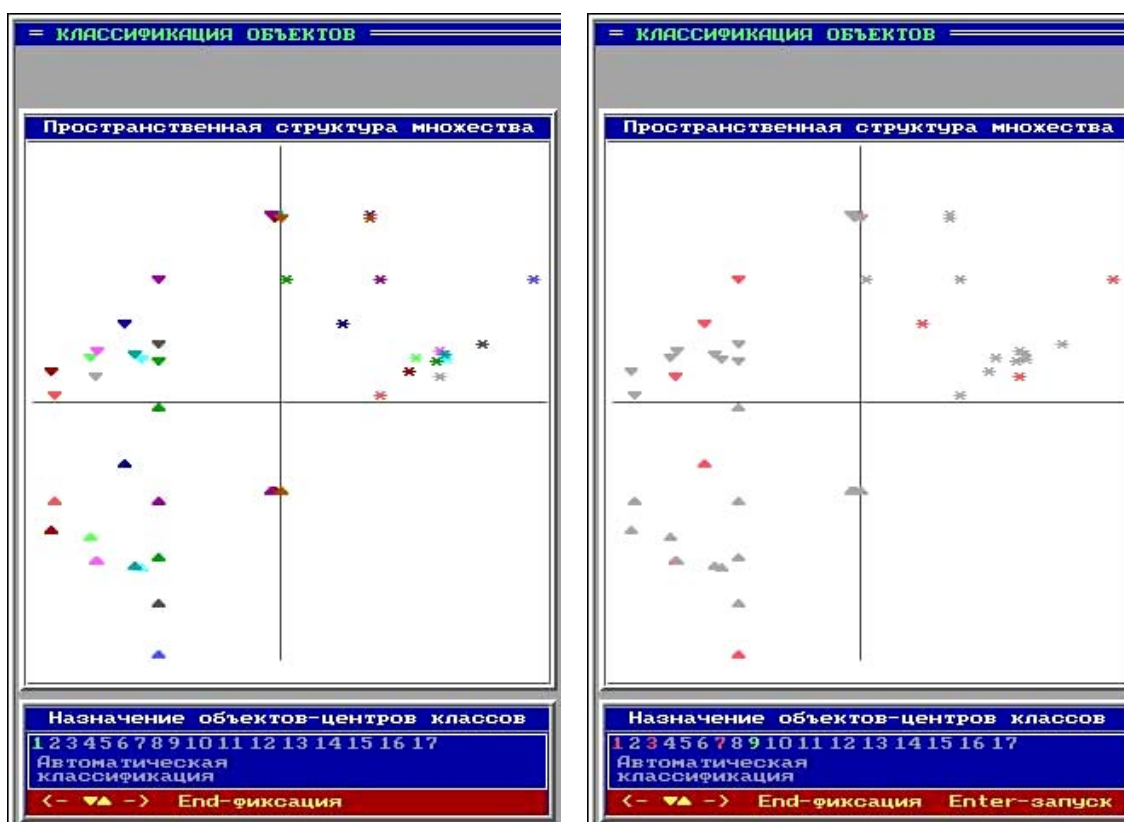 = КЛАССИФИКАЦИЯ ОБЪЕКТОВ
Пространственная структура множества
Назначение объектов-центров классов
1 2 3 4 5 6 7 8 9 10 11 12 13 14 15 16 17
Автоматическая
классификация
<- ▼▲ -> End-фиксация
= КЛАССИФИКАЦИЯ ОБЪЕКТОВ
Пространственная структура множества
Назначение объектов-центров классов
1 2 3 4 5 6 7 8 9 10 11 12 13 14 15 16 17
Автоматическая
классификация
<- ▼▲ -> End-фиксация Enter-запуск